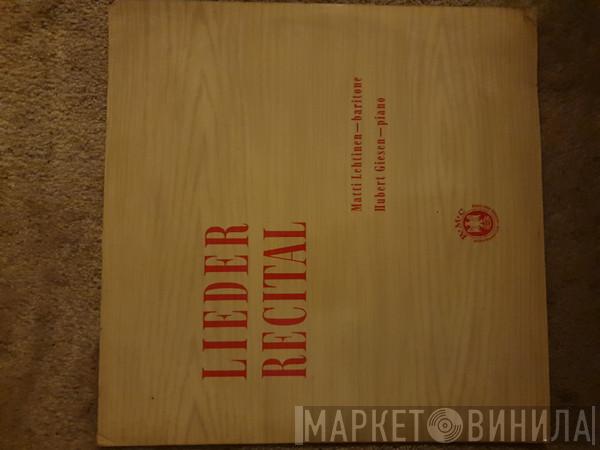 LIEDER
RECITAL
Matti Lehtinen—baritone
Hubert Giesen—piano
МАРКЕТ ВИНИЛА